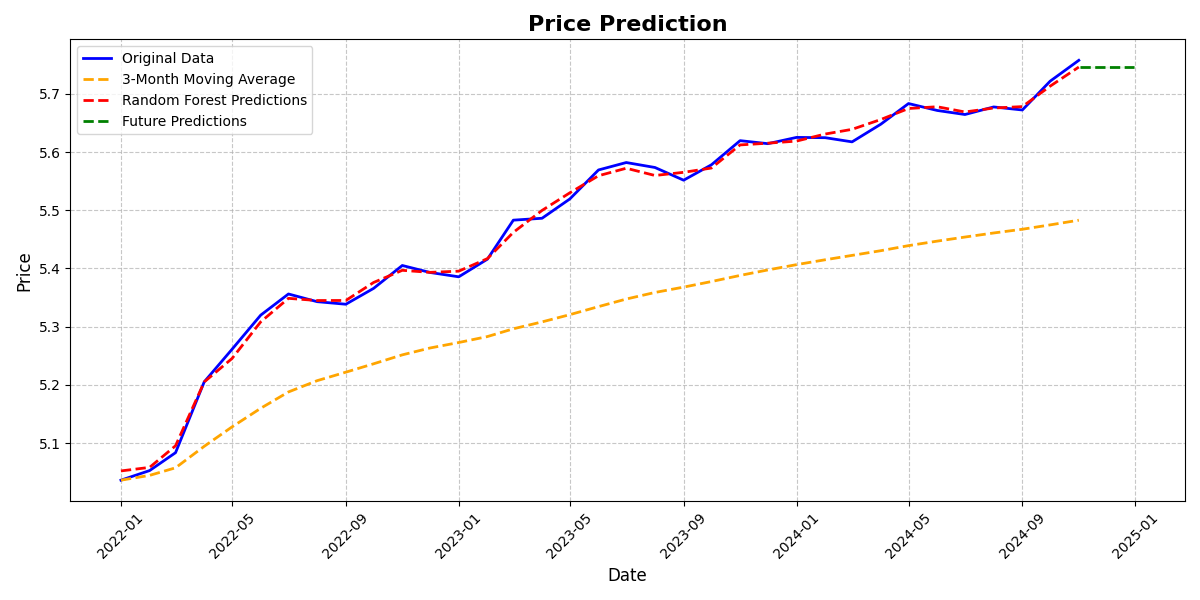 Price Prediction
Original Data
3-Month Moving Average
Random Forest Predictions
Future Predictions
Price
5.7
5.6
5.5
5.4
5.3
5.2
5.1
2022-01
2022-05
2022-09
2023-01
2023-05
2023-09
2024-01
2024-05
2024-09
2025-01
Date